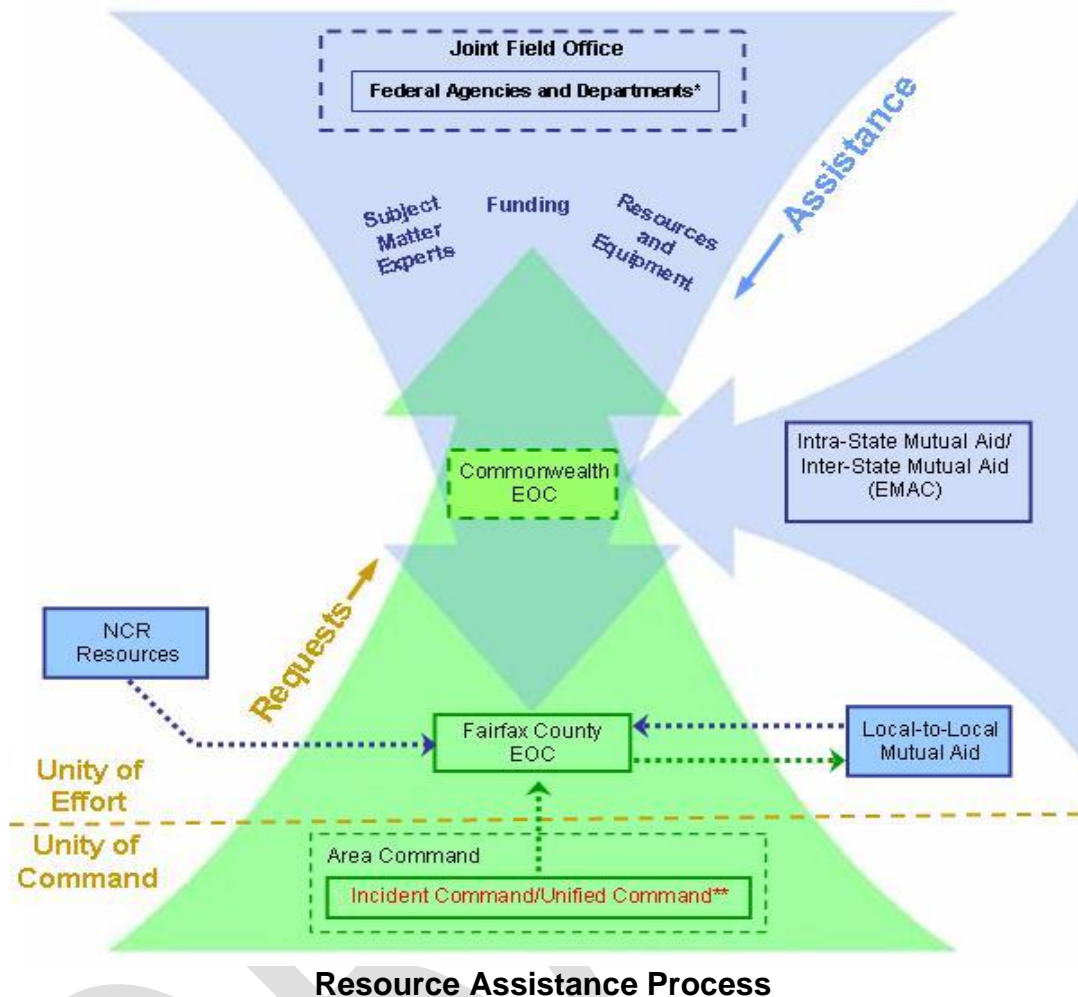 Joint Field Office
Federal Agencies and Departments*
Assistance
Subject
Matter
Experts
Funding
Resources
and
Equipment
Commonwealth
EOC
Intra-State Mutual Aid/
Inter-State Mutual Aid
(EMAC)
Requests
NCR
Resources
Fairfax County
EOC
Local-to-Local
Mutual Aid
Unity of
Effort
Unity of
Command
Area Command
Incident Command/Unified Command**
Resource Assistance Process